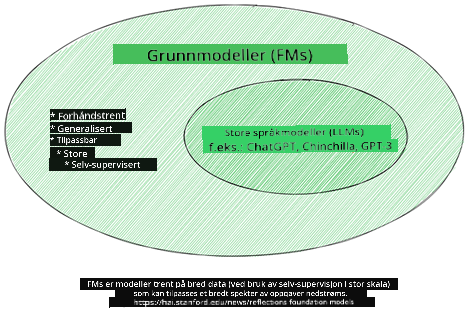 Grunnmodeller (FMs)
* Forhåndstrent
* Generalisert
* Tilpassbar
* Store
* Selv-supervisert
Store språkmodeller (LLMs)
f.eks.: ChatGPT, Chinchilla, GPT 3
FMs er modeller trent på bred data (ved bruk av selv-supervisjon i stor skala)
som kan tilpasses et bredt spekter av oppgaver nedstrøms.
https://hai.stanford.edu/news/reflections-foundation-models